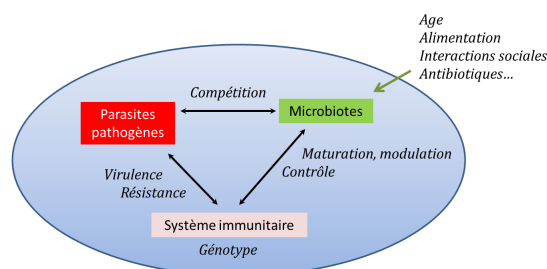 Age
Alimentation
Interactions sociales
Antibiotiques…
Compétition
Parasites
pathogènes
Microbiotes
Maturation, modulation
Contrôle
Virulence
Résistance
Système immunitaire
Génotype